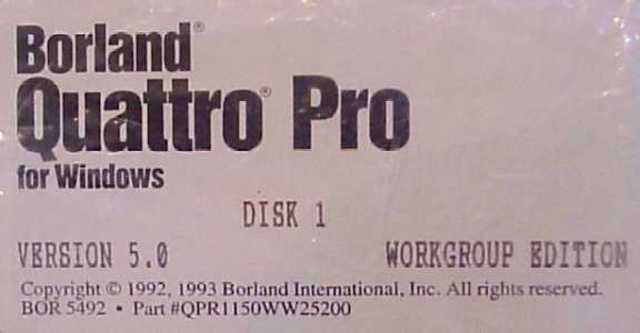 Borland®
Quattro® Pro
for Windows
DISK 1
VERSION 5.0 WORKGROUP EDITION
Copyright © 1992, 1993 Borland International, Inc. All rights reserved.
BOR 5492 • Part #QPR1150WW25200